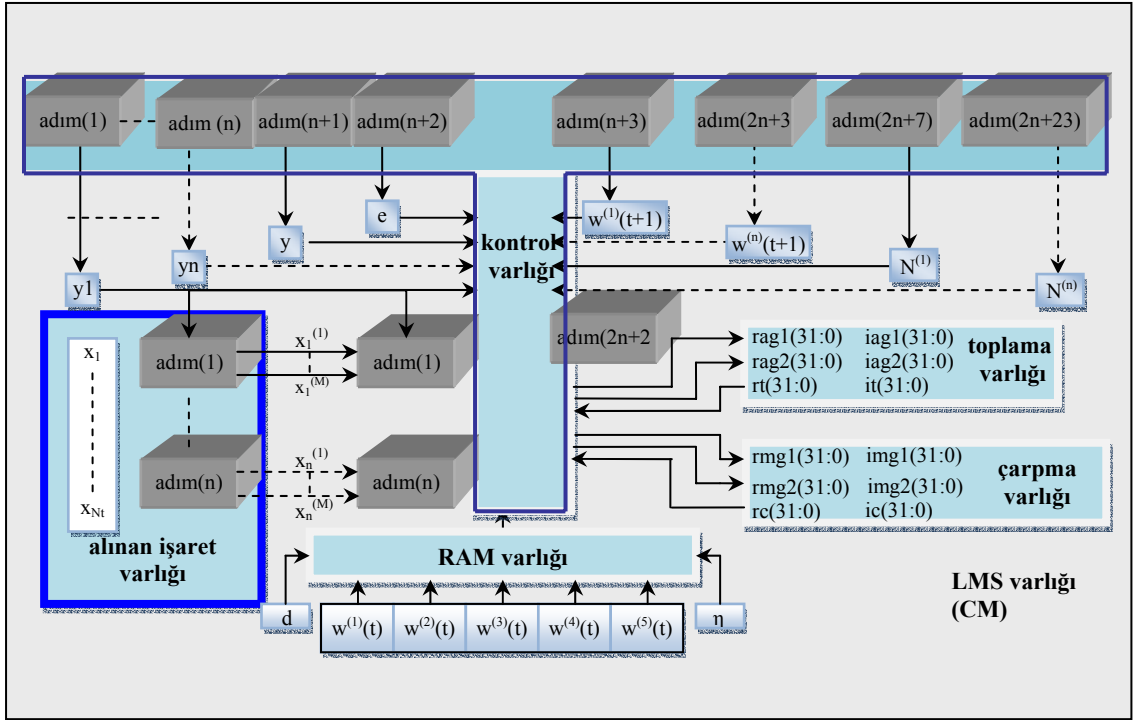 adım(1)
adım (n)
adım(n+1)
adım(n+2)
adım(n+3)
adım(2n+3
adım(2n+7)
adım(2n+23)
e
w⁽¹⁾(t+1)
y
kontrol
varlığı
w⁽ⁿ⁾(t+1)
yn
N⁽¹⁾
y1
N⁽ⁿ⁾
adım(2n+2
x₁
adım(1)
x₁⁽¹⁾
x₁⁽ᴹ⁾
adım(1)
rag1(31:0) iag1(31:0)
rag2(31:0) iag2(31:0)
rt(31:0) it(31:0)
toplama
varlığı
adım(n)
xₙ⁽¹⁾
xₙ⁽ᴹ⁾
adım(n)
rmg1(31:0) img1(31:0)
rmg2(31:0) img2(31:0)
rc(31:0) ic(31:0)
çarpma
varlığı
x_Nt
alınan işaret
varlığı
RAM varlığı
d
w⁽¹⁾(t) w⁽²⁾(t) w⁽³⁾(t) w⁽⁴⁾(t) w⁽⁵⁾(t)
η
LMS varlığı
(CM)